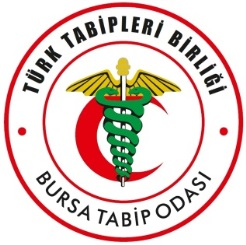 TÜRK TABİPLERİ BİRLİĞİ
BURSA TABİP ODASI